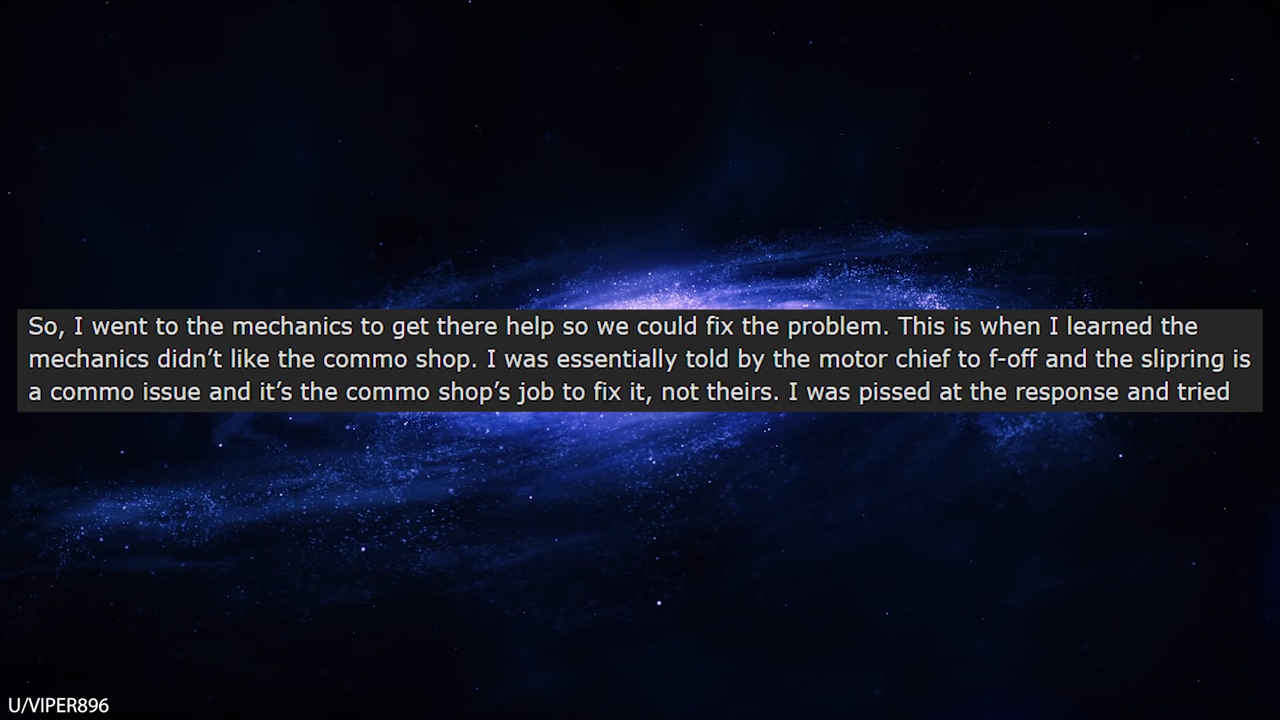 So, I went to the mechanics to get there help so we could fix the problem. This is when I learned the
mechanics didn’t like the commo shop. I was essentially told by the motor chief to f-off and the slipring is
a commo issue and it’s the commo shop’s job to fix it, not theirs. I was pissed at the response and tried
U/VIPER896